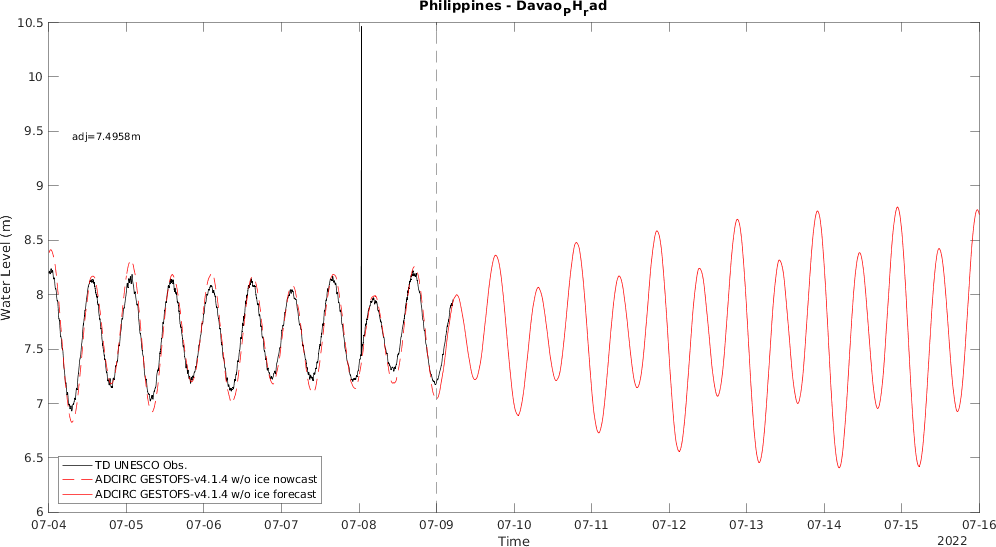 Philippines - Davao_PH_rad
10.5
10
9.5
9
8.5
8
7.5
7
6.5
6
Water Level (m)
adj=7.4958m
TD UNESCO Obs.
ADCIRC GESTOFS-v4.1.4 w/o ice nowcast
ADCIRC GESTOFS-v4.1.4 w/o ice forecast
07-04 07-05 07-06 07-07 07-08 07-09 07-10 07-11 07-12 07-13 07-14 07-15 07-16
Time
2022